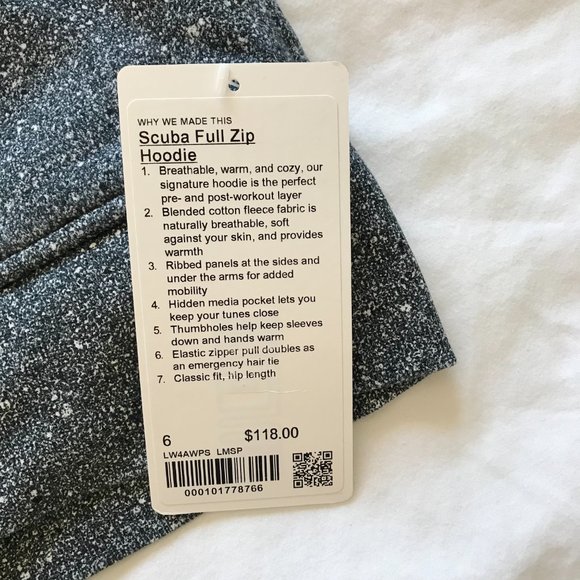 WHY WE MADE THIS
Scuba Full Zip
Hoodie
1. Breathable, warm, and cozy, our
signature hoodie is the perfect
pre- and post-workout layer
2. Blended cotton fleece fabric is
naturally breathable, soft
against your skin, and provides
warmth
3. Ribbed panels at the sides and
under the arms for added
mobility
4. Hidden media pocket lets you
keep your tunes close
5. Thumbholes help keep sleeves
down and hands warm
6. Elastic zipper pull doubles as
an emergency hair tie
7. Classic fit, hip length
6 $118.00
LW4AWPS LMSP
000101778766